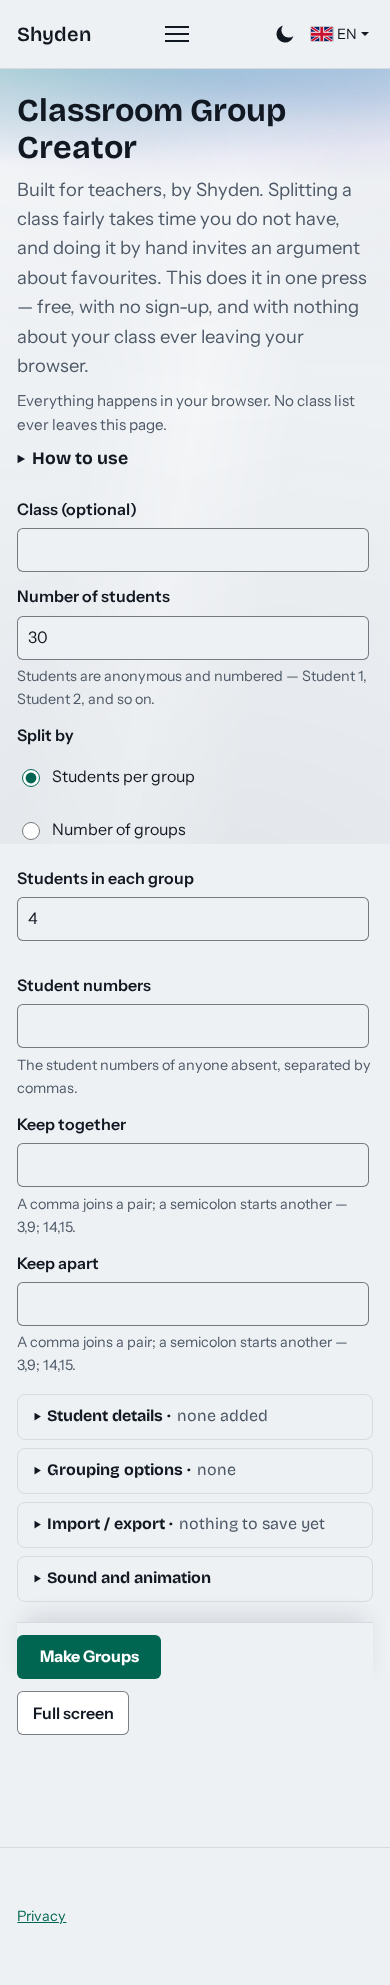 Shyden
EN
Classroom Group
Creator
Built for teachers, by Shyden. Splitting a
class fairly takes time you do not have,
and doing it by hand invites an argument
about favourites. This does it in one press
— free, with no sign-up, and with nothing
about your class ever leaving your
browser.
Everything happens in your browser. No class list
ever leaves this page.
How to use
Class (optional)
Number of students
30
Students are anonymous and numbered — Student 1,
Student 2, and so on.
Split by
Students per group
Number of groups
Students in each group
4
Student numbers
The student numbers of anyone absent, separated by
commas.
Keep together
A comma joins a pair; a semicolon starts another —
3,9; 14,15.
Keep apart
A comma joins a pair; a semicolon starts another —
3,9; 14,15.
Student details · none added
Grouping options · none
Import / export · nothing to save yet
Sound and animation
Make Groups
Full screen
Privacy